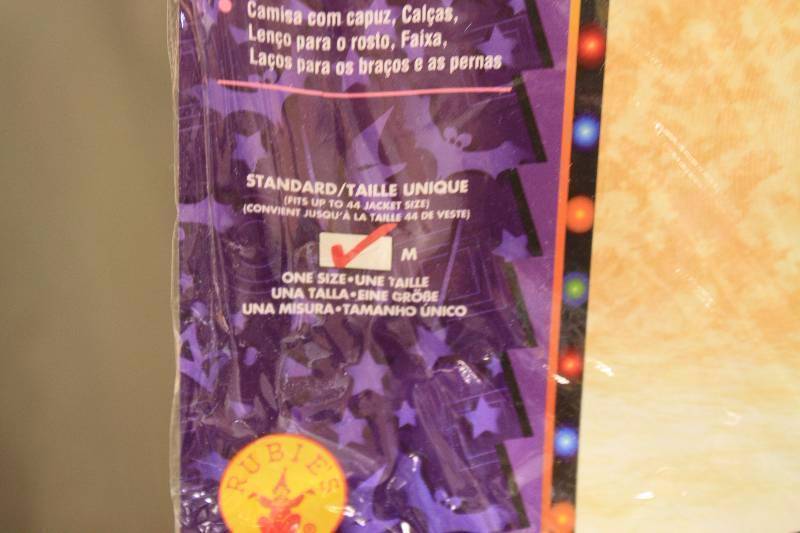 Camisa com capuz, Calças,
Lenço para o rosto, Faixa,
Laços para os braços e as pernas
STANDARD/TAILLE UNIQUE
(FITS UP TO 44 JACKET SIZE)
(CONVIENT JUSQU'À LA TAILLE 44 DE VESTE)
M
ONE SIZE•UNE TAILLE
UNA TALLA•EINE GRÖßE
UNA MISURA•TAMANHO ÚNICO
RUBIE'S
®